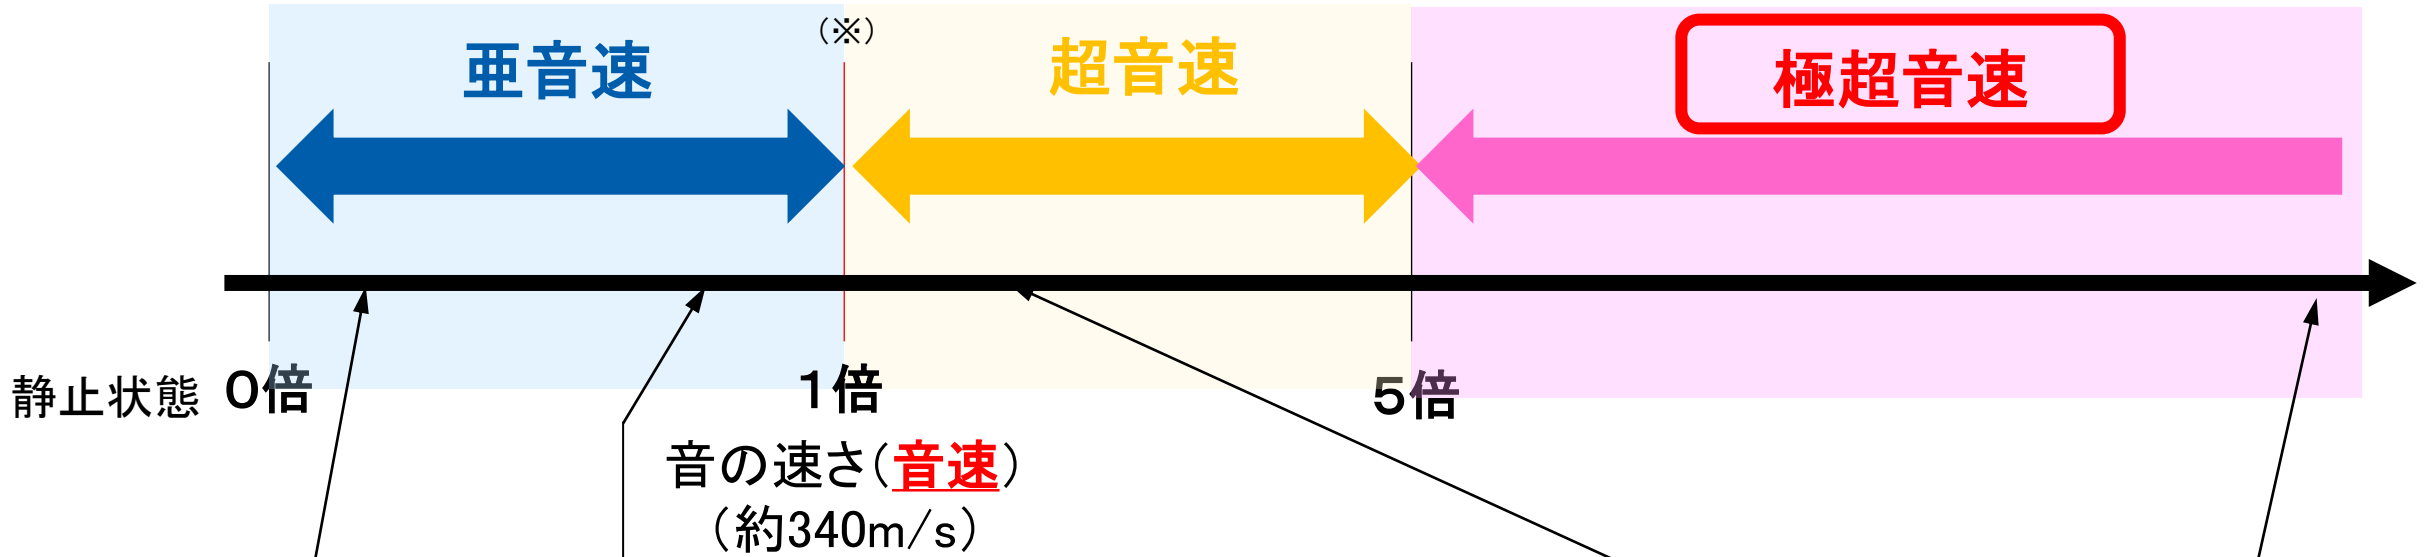 （※）
亜音速
超音速
極超音速
静止状態
０倍
１倍
５倍
音の速さ（音速）
（約340m/s）